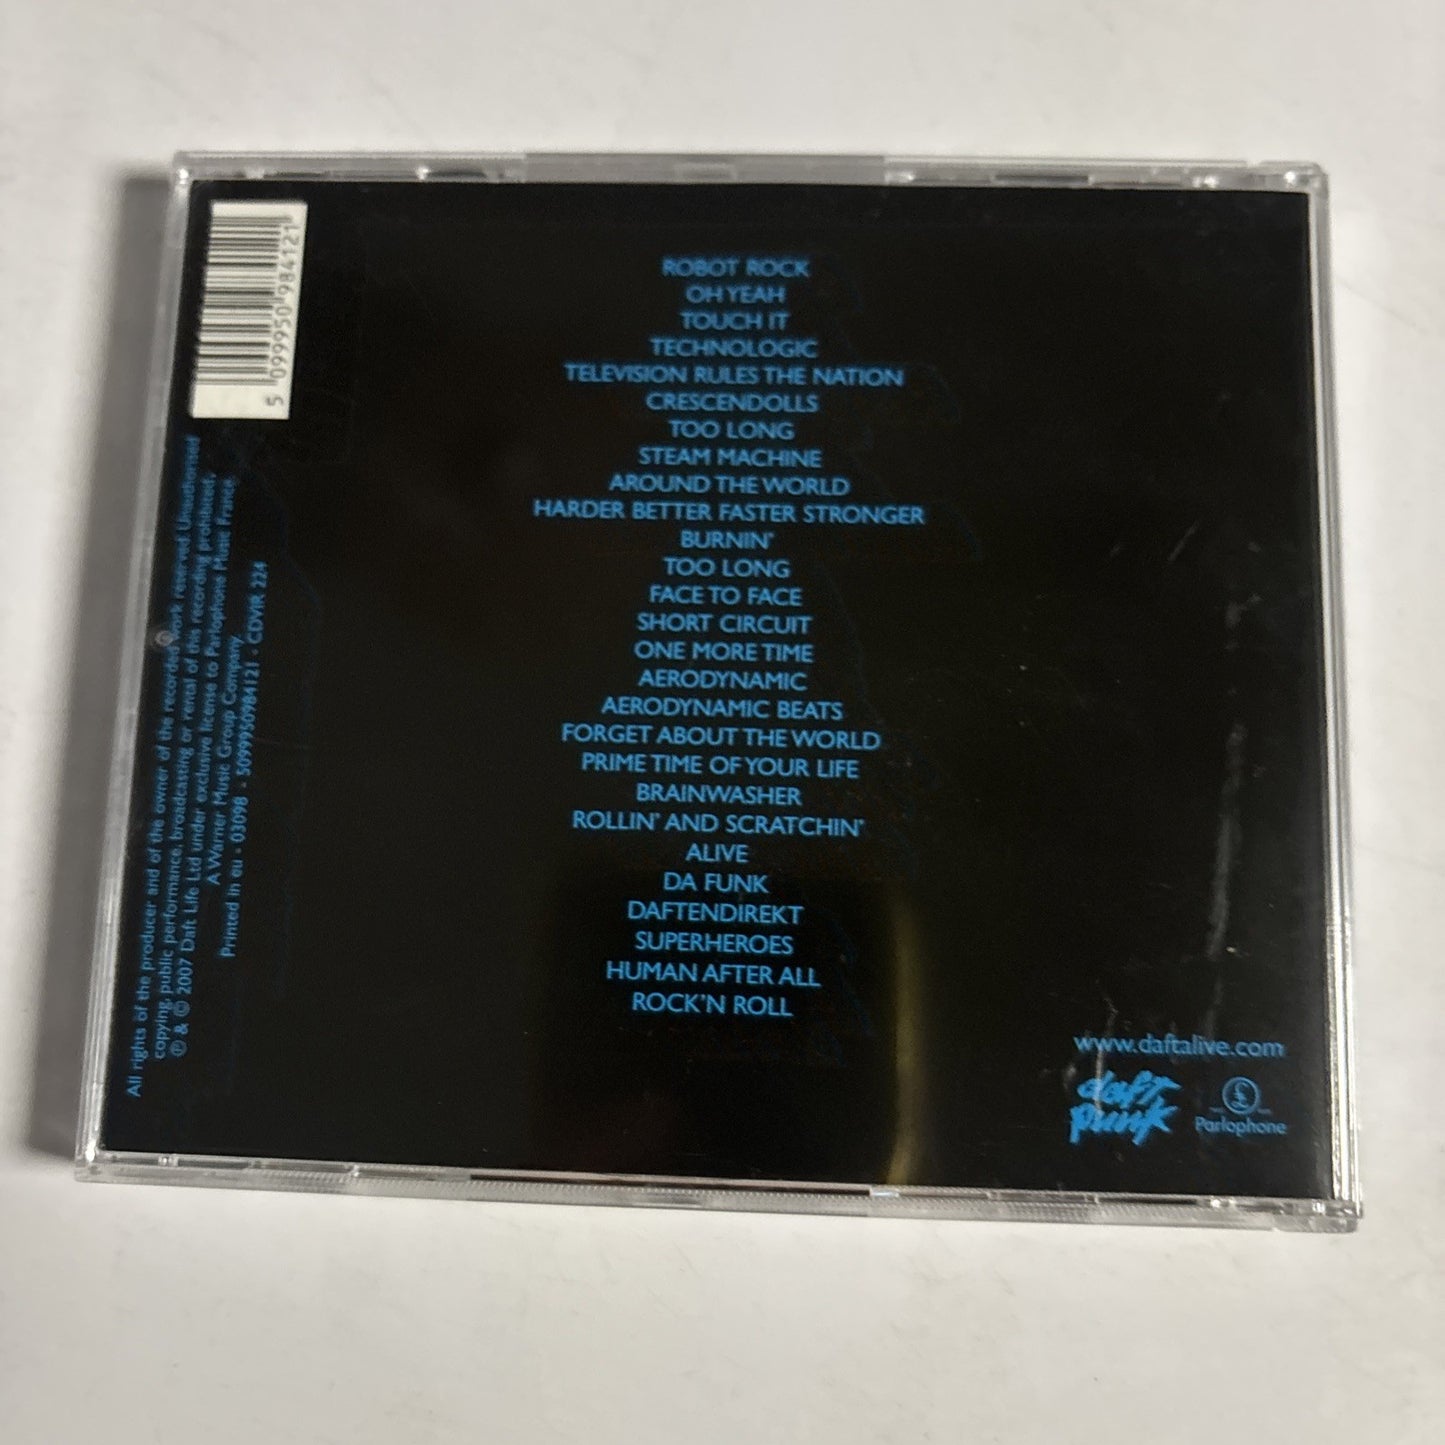 ROBOT ROCK
OH YEAH
TOUCH IT
TECHNOLOGIC
TELEVISION RULES THE NATION
CRESCENDOLLS
TOO LONG
STEAM MACHINE
AROUND THE WORLD
HARDER BETTER FASTER STRONGER
BURNIN'
TOO LONG
FACE TO FACE
SHORT CIRCUIT
ONE MORE TIME
AERODYNAMIC
AERODYNAMIC BEATS
FORGET ABOUT THE WORLD
PRIME TIME OF YOUR LIFE
BRAINWASHER
ROLLIN' AND SCRATCHIN'
ALIVE
DA FUNK
DAFTENDIREKT
SUPERHEROES
HUMAN AFTER ALL
ROCK'N ROLL
5 099950 984121
All rights of the producer and of the owner of the recorded work reserved. Unauthorised
copying, public performance, broadcasting or rental of this recording prohibited.
℗ & © 2007 Daft Life Ltd under exclusive license to Parlophone Music France,
A Warner Music Group Company
Printed in eu - 03098 - 5099950984121 - CDVIR 224
www.daftalive.com
daft
punk
£
Parlophone